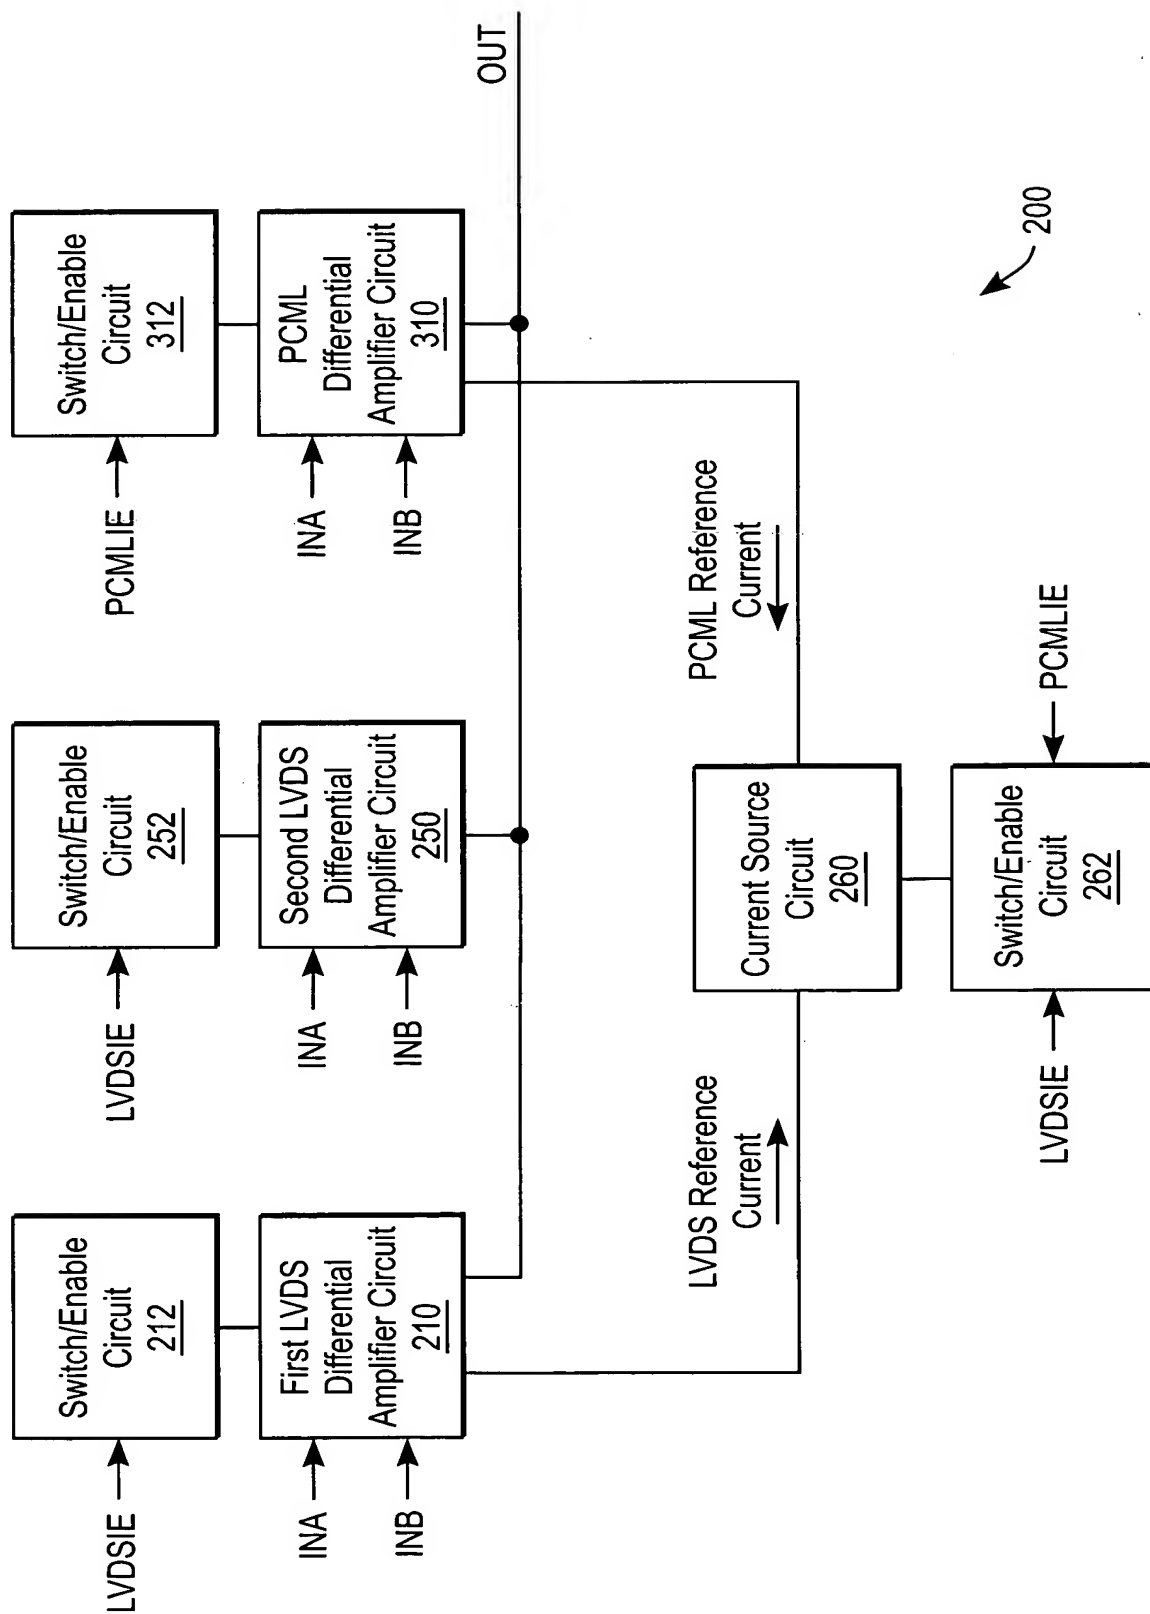 LVDSIE
Switch/Enable
Circuit
212
LVDSIE
Switch/Enable
Circuit
252
PCMLIE
Switch/Enable
Circuit
312
INA
INB
First LVDS
Differential
Amplifier Circuit
210
INA
INB
Second LVDS
Differential
Amplifier Circuit
250
INA
INB
PCML
Differential
Amplifier Circuit
310
OUT
LVDS Reference
Current
Current Source
Circuit
260
PCML Reference
Current
LVDSIE
Switch/Enable
Circuit
262
PCMLIE
200